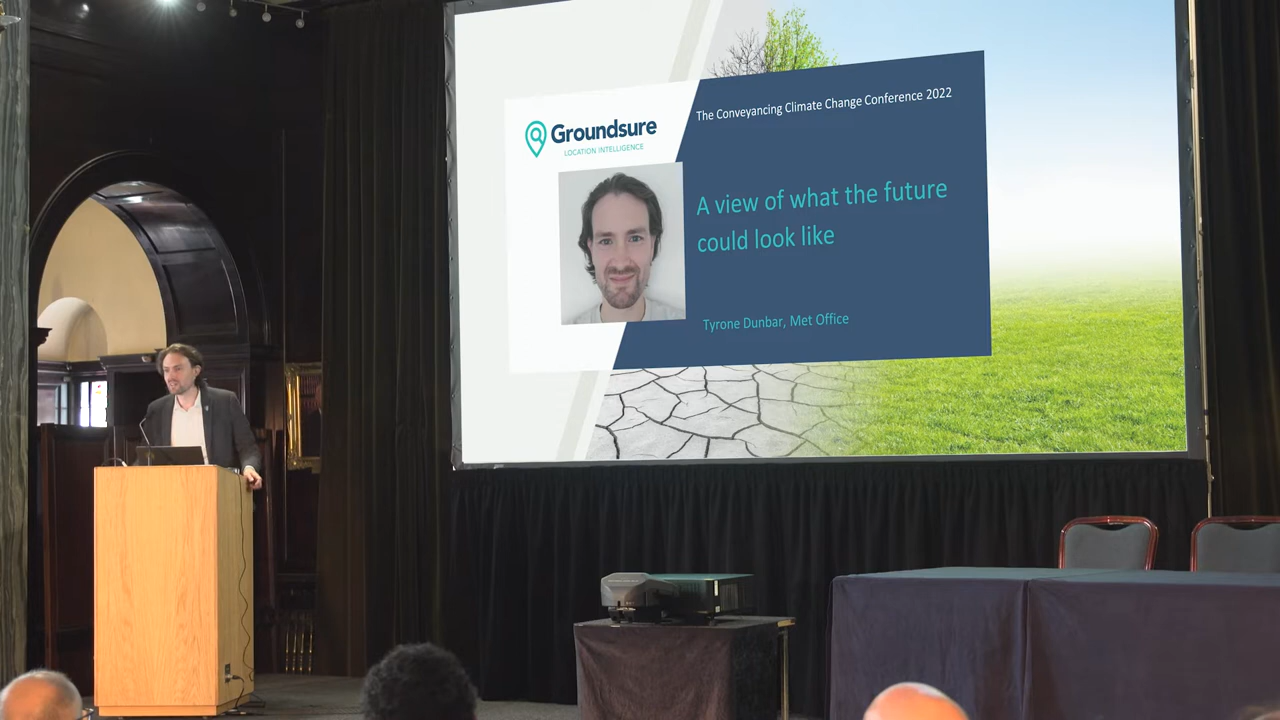 The Conveyancing Climate Change Conference 2022
Groundsure
LOCATION INTELLIGENCE
A view of what the future
could look like
Tyrone Dunbar, Met Office